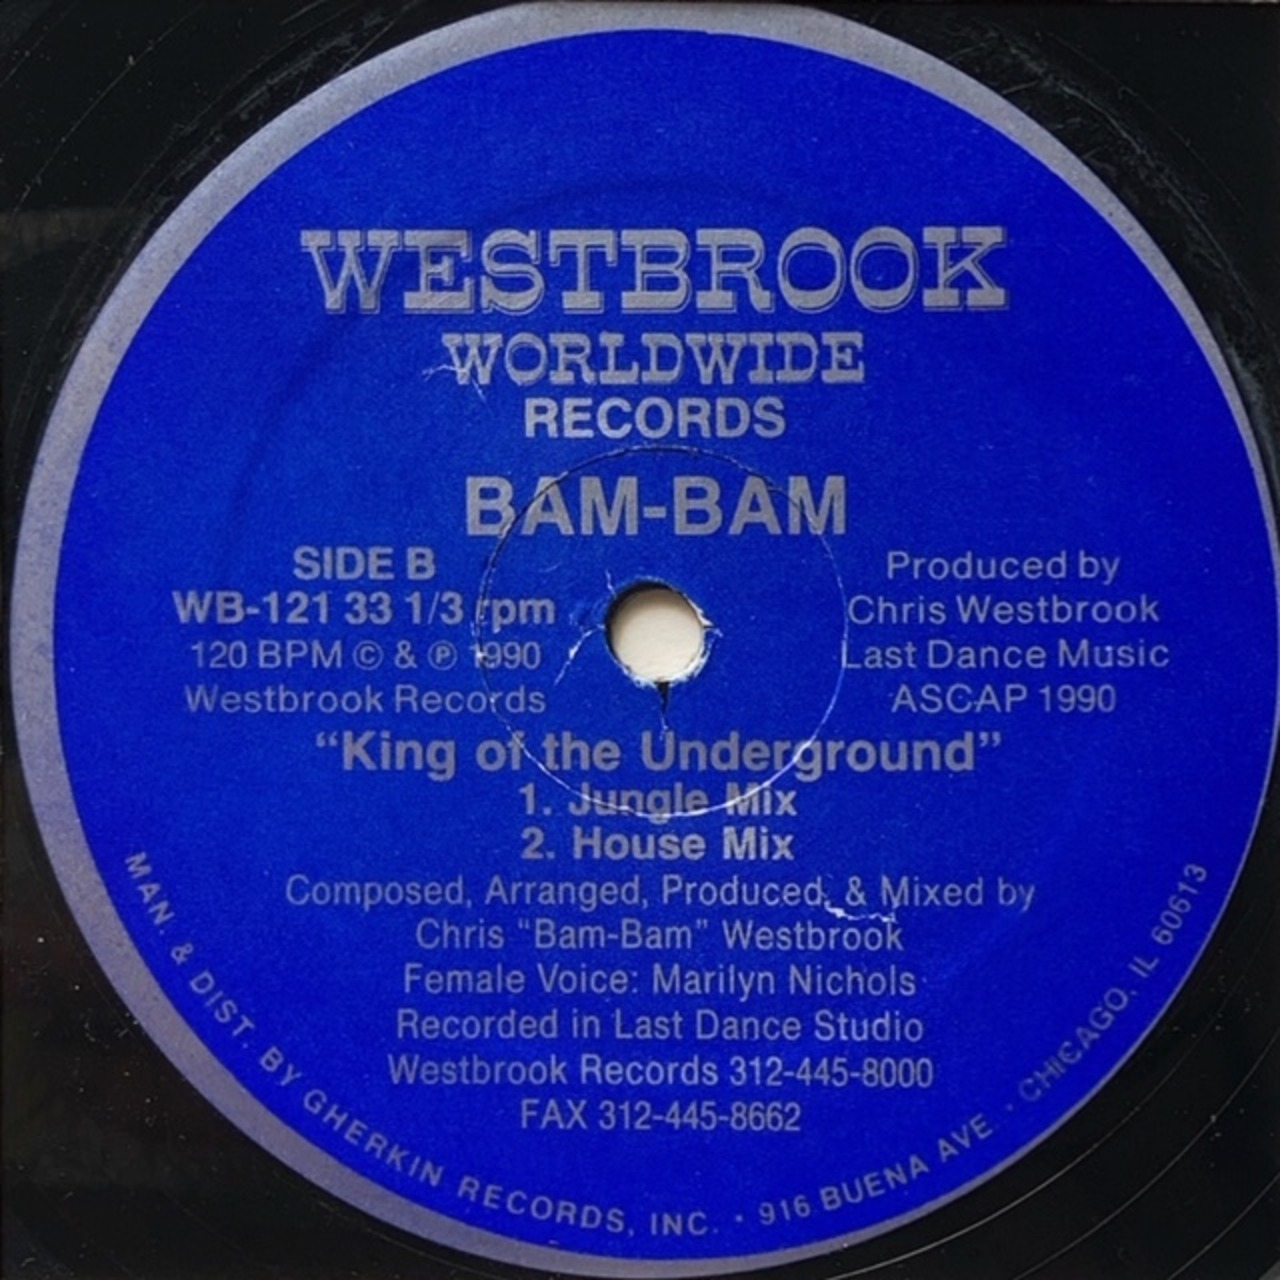 WESTBROOK
WORLDWIDE
RECORDS
BAM-BAM
SIDE B
WB-121 33 1/3 rpm
120 BPM © & ℗ 1990
Westbrook Records
Produced by
Chris Westbrook
Last Dance Music
ASCAP 1990
“King of the Underground”
1. Jungle Mix
2. House Mix
Composed, Arranged, Produced, & Mixed by
Chris “Bam-Bam” Westbrook
Female Voice: Marilyn Nichols
Recorded in Last Dance Studio
Westbrook Records 312-445-8000
FAX 312-445-8662
MAN. & DIST. BY GHERKIN RECORDS, INC. • 916 BUENA AVE. • CHICAGO, IL 60613